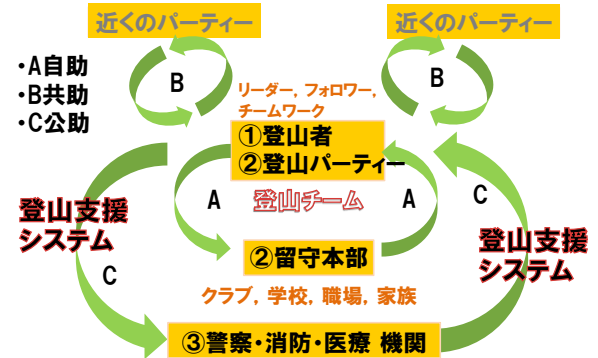 近くのパーティー
近くのパーティー
・A自助
・B共助
・C公助
B
B
リーダー, フォロワー,
チームワーク
①登山者
②登山パーティー
A
登山チーム
A
C
登山支援
システム
登山支援
システム
C
②留守本部
クラブ, 学校, 職場, 家族
③警察・消防・医療 機関